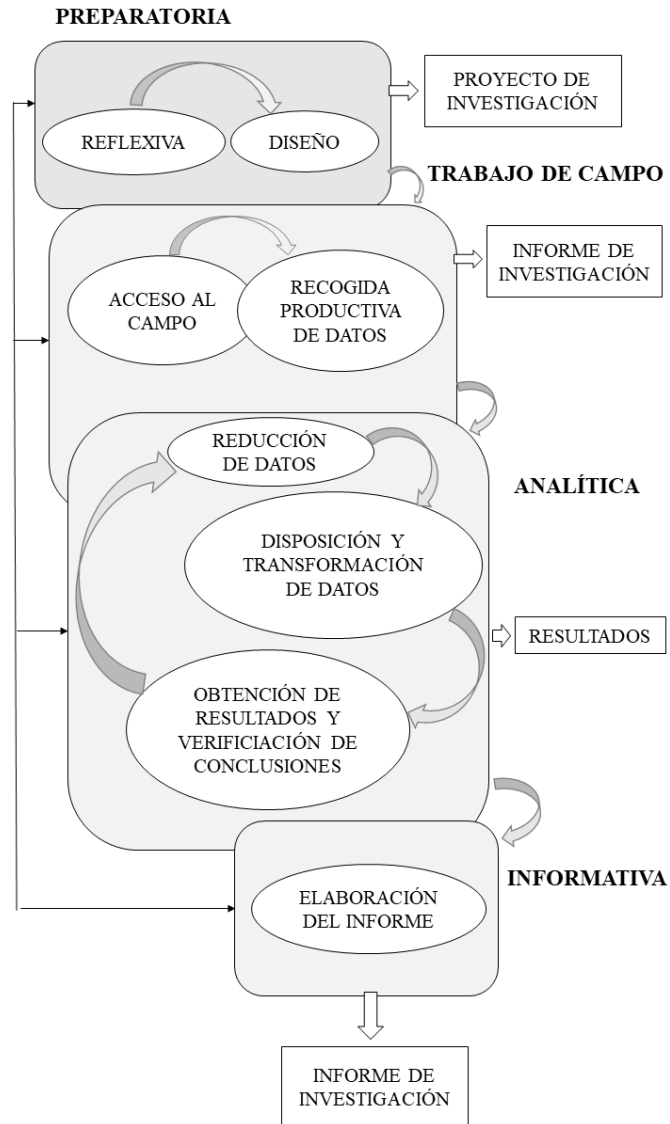 PREPARATORIA
REFLEXIVA
DISEÑO
PROYECTO DE
INVESTIGACIÓN
TRABAJO DE CAMPO
ACCESO AL
CAMPO
RECOGIDA
PRODUCTIVA
DE DATOS
INFORME DE
INVESTIGACIÓN
ANALÍTICA
REDUCCIÓN
DE DATOS
DISPOSICIÓN Y
TRANSFORMACIÓN
DE DATOS
OBTENCIÓN DE
RESULTADOS Y
VERIFICIACIÓN DE
CONCLUSIONES
RESULTADOS
INFORMATIVA
ELABORACIÓN
DEL INFORME
INFORME DE
INVESTIGACIÓN